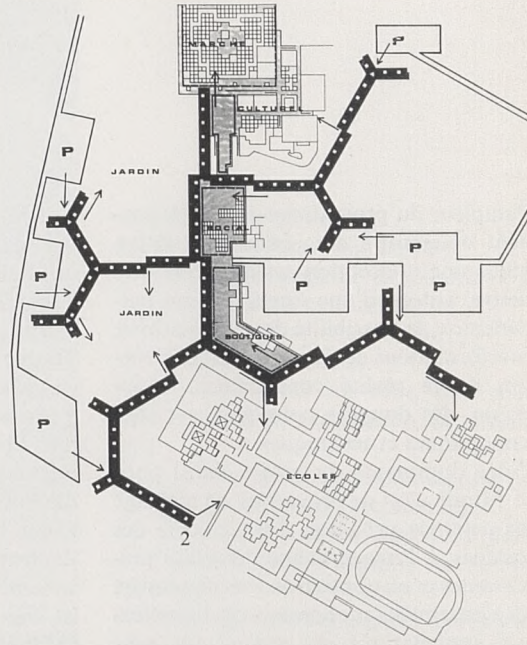 MARCHE
P
CULTUREL
P
JARDIN
SOCIAL
P
P
P
P
JARDIN
BOUTIQUES
P
ECOLES
2